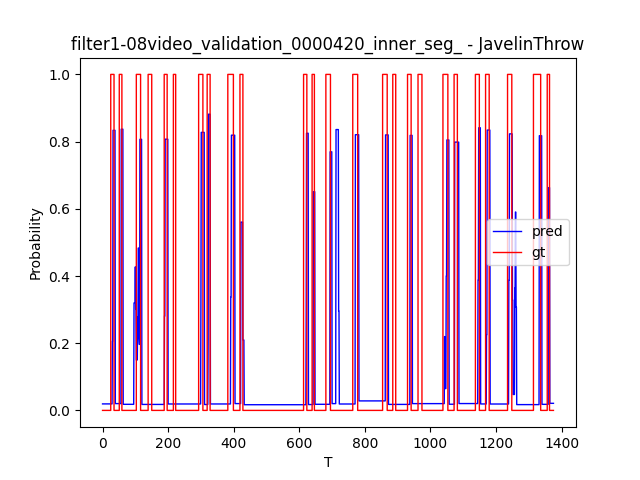 filter1-08video_validation_0000420_inner_seg_ - JavelinThrow
1.0
0.8
0.6
0.4
0.2
0.0
Probability
pred
gt
0 200 400 600 800 1000 1200 1400
T